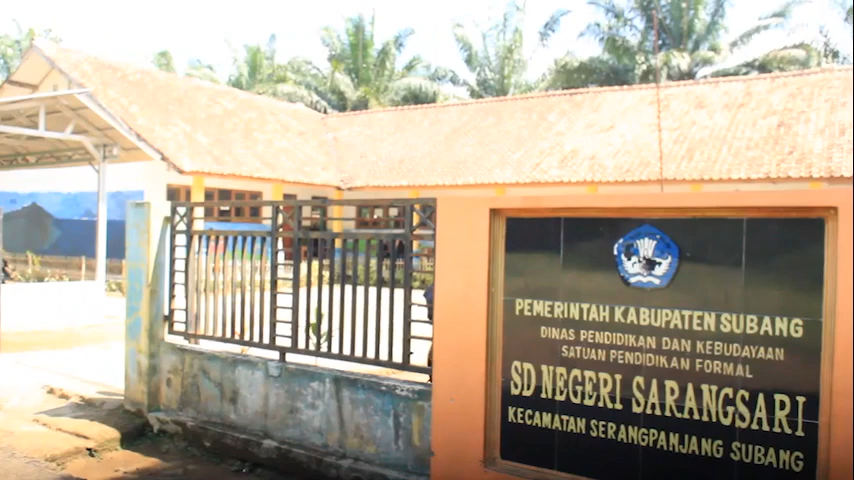 PEMERINTAH KABUPATEN SUBANG
DINAS PENDIDIKAN DAN KEBUDAYAAN
SATUAN PENDIDIKAN FORMAL
SD NEGERI SARANGSARI
KECAMATAN SERANGPANJANG SUBANG